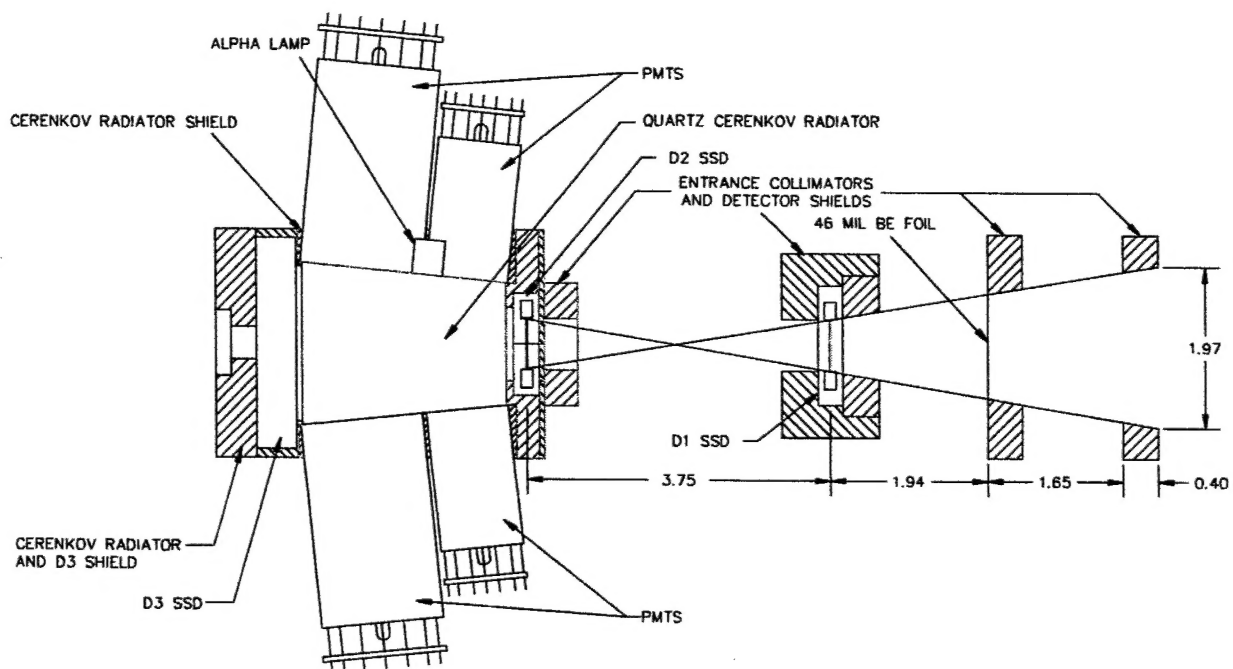 ALPHA LAMP
PMTS
CERENKOV RADIATOR SHIELD
QUARTZ CERENKOV RADIATOR
D2 SSD
ENTRANCE COLLIMATORS
AND DETECTOR SHIELDS
46 MIL BE FOIL
1.97
D1 SSD
3.75
1.94
1.65
0.40
CERENKOV RADIATOR
AND D3 SHIELD
D3 SSD
PMTS